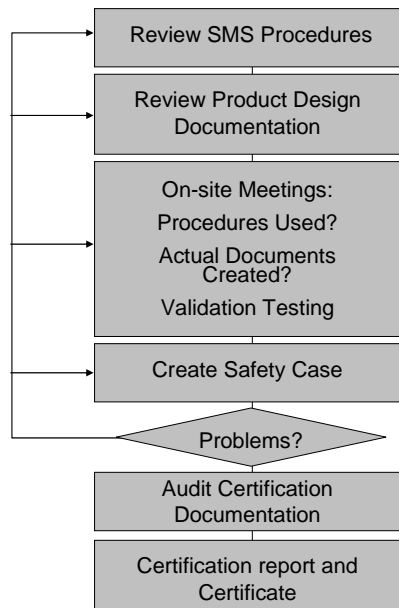 Review SMS Procedures
Review Product Design
Documentation
On-site Meetings:
Procedures Used?
Actual Documents
Created?
Validation Testing
Create Safety Case
Problems?
Audit Certification
Documentation
Certification report and
Certificate